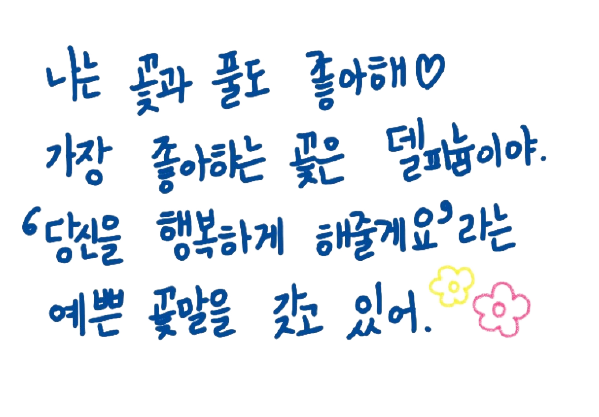 나는 꽃과 풀도 좋아해♡
가장 좋아하는 꽃은 델피늄이야.
‘당신을 행복하게 해줄게요’라는
예쁜 꽃말을 갖고 있어.